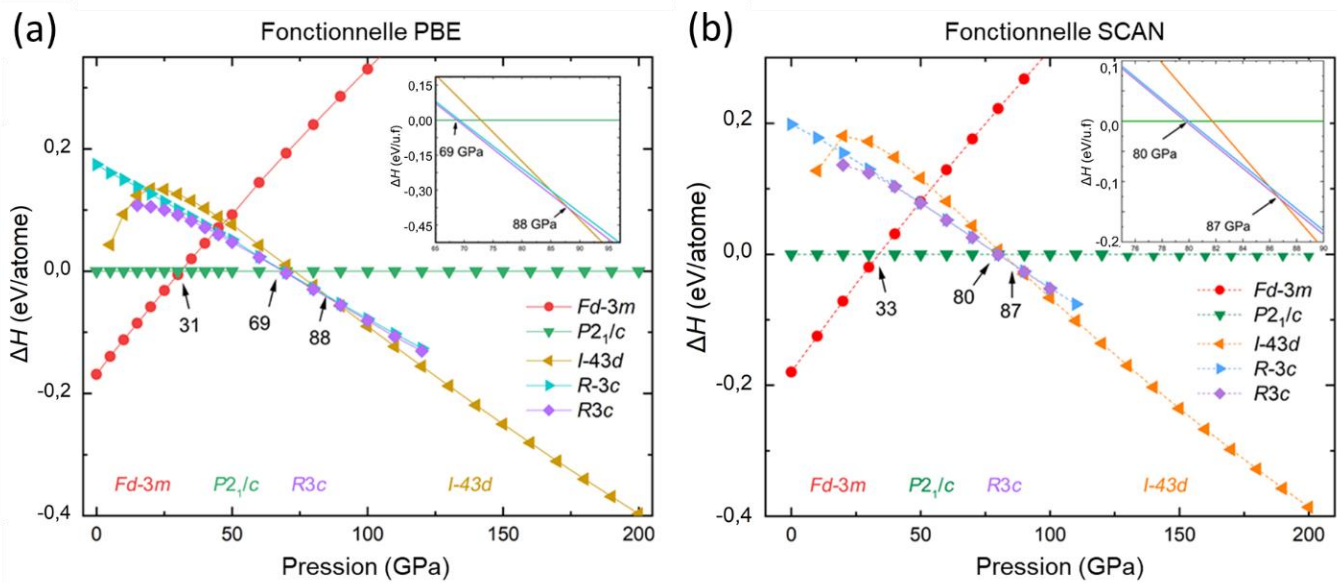 (a)
Fonctionnelle PBE
ΔH (eV/atome)
0,2
0,0
-0,2
-0,4
0
50
100
150
200
Pression (GPa)
31
69
88
Fd-3m
P2₁/c
I-43d
R-3c
R3c
Fd-3m
P2₁/c
R3c
I-43d
ΔH (eV/u.f)
0,15
0,00
-0,15
-0,30
-0,45
65
70
75
80
85
90
95
69 GPa
88 GPa
(b)
Fonctionnelle SCAN
ΔH (eV/atome)
0,2
0,0
-0,2
-0,4
0
50
100
150
200
Pression (GPa)
33
80
87
Fd-3m
P2₁/c
I-43d
R-3c
R3c
Fd-3m
P2₁/c
R3c
I-43d
ΔH (eV/u.f)
0,1
0,0
-0,1
-0,2
76
78
80
82
84
86
88
90
80 GPa
87 GPa